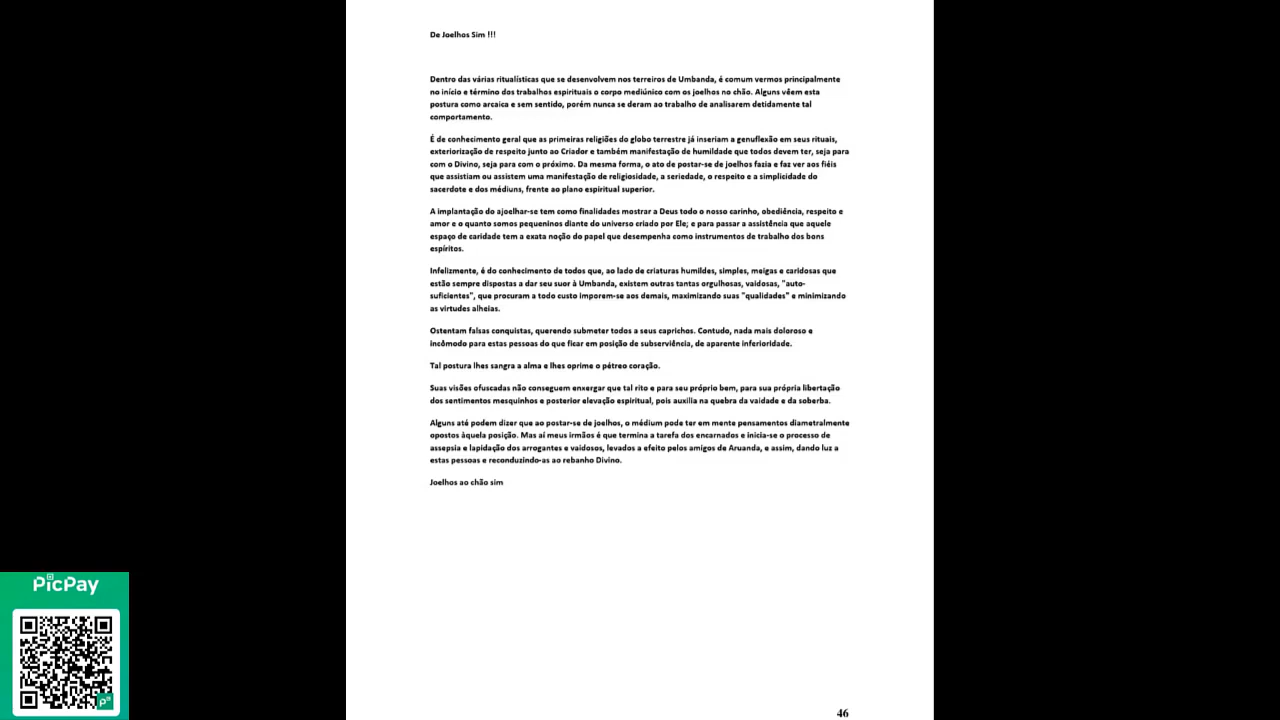 De Joelhos Sim !!!
Dentro das várias ritualísticas que se desenvolvem nos terreiros de Umbanda, é comum vermos principalmente
no início e término dos trabalhos espirituais o corpo mediúnico com os joelhos no chão. Alguns vêem esta
postura como arcaica e sem sentido, porém nunca se deram ao trabalho de analisarem detidamente tal
comportamento.
É de conhecimento geral que as primeiras religiões do globo terrestre já inseriam a genuflexão em seus rituais,
exteriorização de respeito junto ao Criador e também manifestação de humildade que todos devem ter, seja para
com o Divino, seja para com o próximo. Da mesma forma, o ato de postar-se de joelhos fazia e faz ver aos fiéis
que assistiam ou assistem uma manifestação de religiosidade, a seriedade, o respeito e a simplicidade do
sacerdote e dos médiuns, frente ao plano espiritual superior.
A implantação do ajoelhar-se tem como finalidades mostrar a Deus todo o nosso carinho, obediência, respeito e
amor e o quanto somos pequeninos diante do universo criado por Ele; e para passar a assistência que aquele
espaço de caridade tem a exata noção do papel que desempenha como instrumentos de trabalho dos bons
espíritos.
Infelizmente, é do conhecimento de todos que, ao lado de criaturas humildes, simples, meigas e caridosas que
estão sempre dispostas a dar seu suor à Umbanda, existem outras tantas orgulhosas, vaidosas, "auto-
suficientes", que procuram a todo custo imporem-se aos demais, maximizando suas "qualidades" e minimizando
as virtudes alheias.
Ostentam falsas conquistas, querendo submeter todos a seus caprichos. Contudo, nada mais doloroso e
incômodo para estas pessoas do que ficar em posição de subserviência, de aparente inferioridade.
Tal postura lhes sangra a alma e lhes oprime o pétreo coração.
Suas visões ofuscadas não conseguem enxergar que tal rito e para seu próprio bem, para sua própria libertação
dos sentimentos mesquinhos e posterior elevação espiritual, pois auxilia na quebra da vaidade e da soberba.
Alguns até podem dizer que ao postar-se de joelhos, o médium pode ter em mente pensamentos diametralmente
opostos àquela posição. Mas aí meus irmãos é que termina a tarefa dos encarnados e inicia-se o processo de
assepsia e lapidação dos arrogantes e vaidosos, levados a efeito pelos amigos de Aruanda, e assim, dando luz a
estas pessoas e reconduzindo-as ao rebanho Divino.
Joelhos ao chão sim
PicPay
46